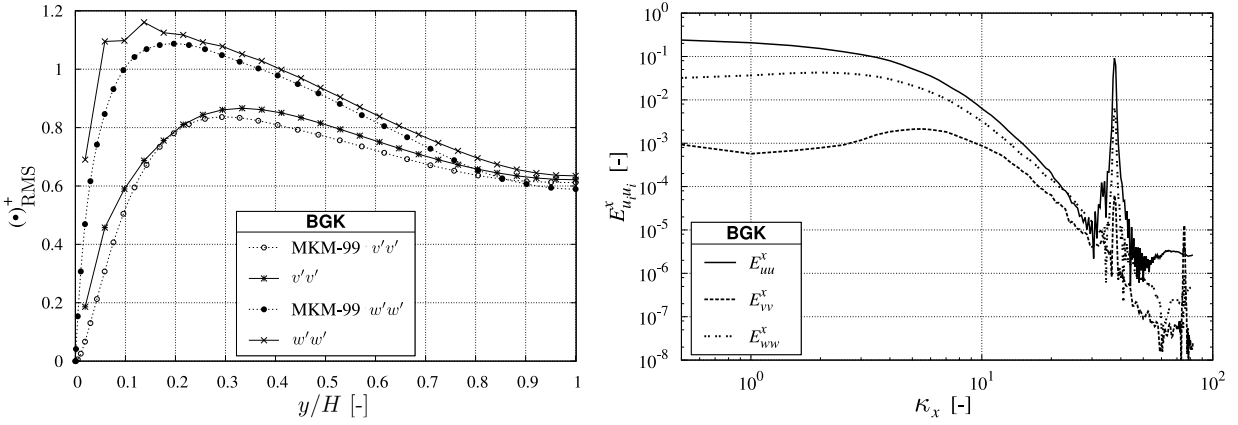 (•)⁺RMS
1.2
1
0.8
0.6
0.4
0.2
0
0 0.1 0.2 0.3 0.4 0.5 0.6 0.7 0.8 0.9 1
y/H [-]
BGK
MKM-99 v′v′
v′v′
MKM-99 w′w′
w′w′
E^x_{u_i u_i} [-]
10^0
10^-1
10^-2
10^-3
10^-4
10^-5
10^-6
10^-7
10^-8
10^0 10^1 10^2
κ_x [-]
BGK
E^x_{uu}
E^x_{vv}
E^x_{ww}